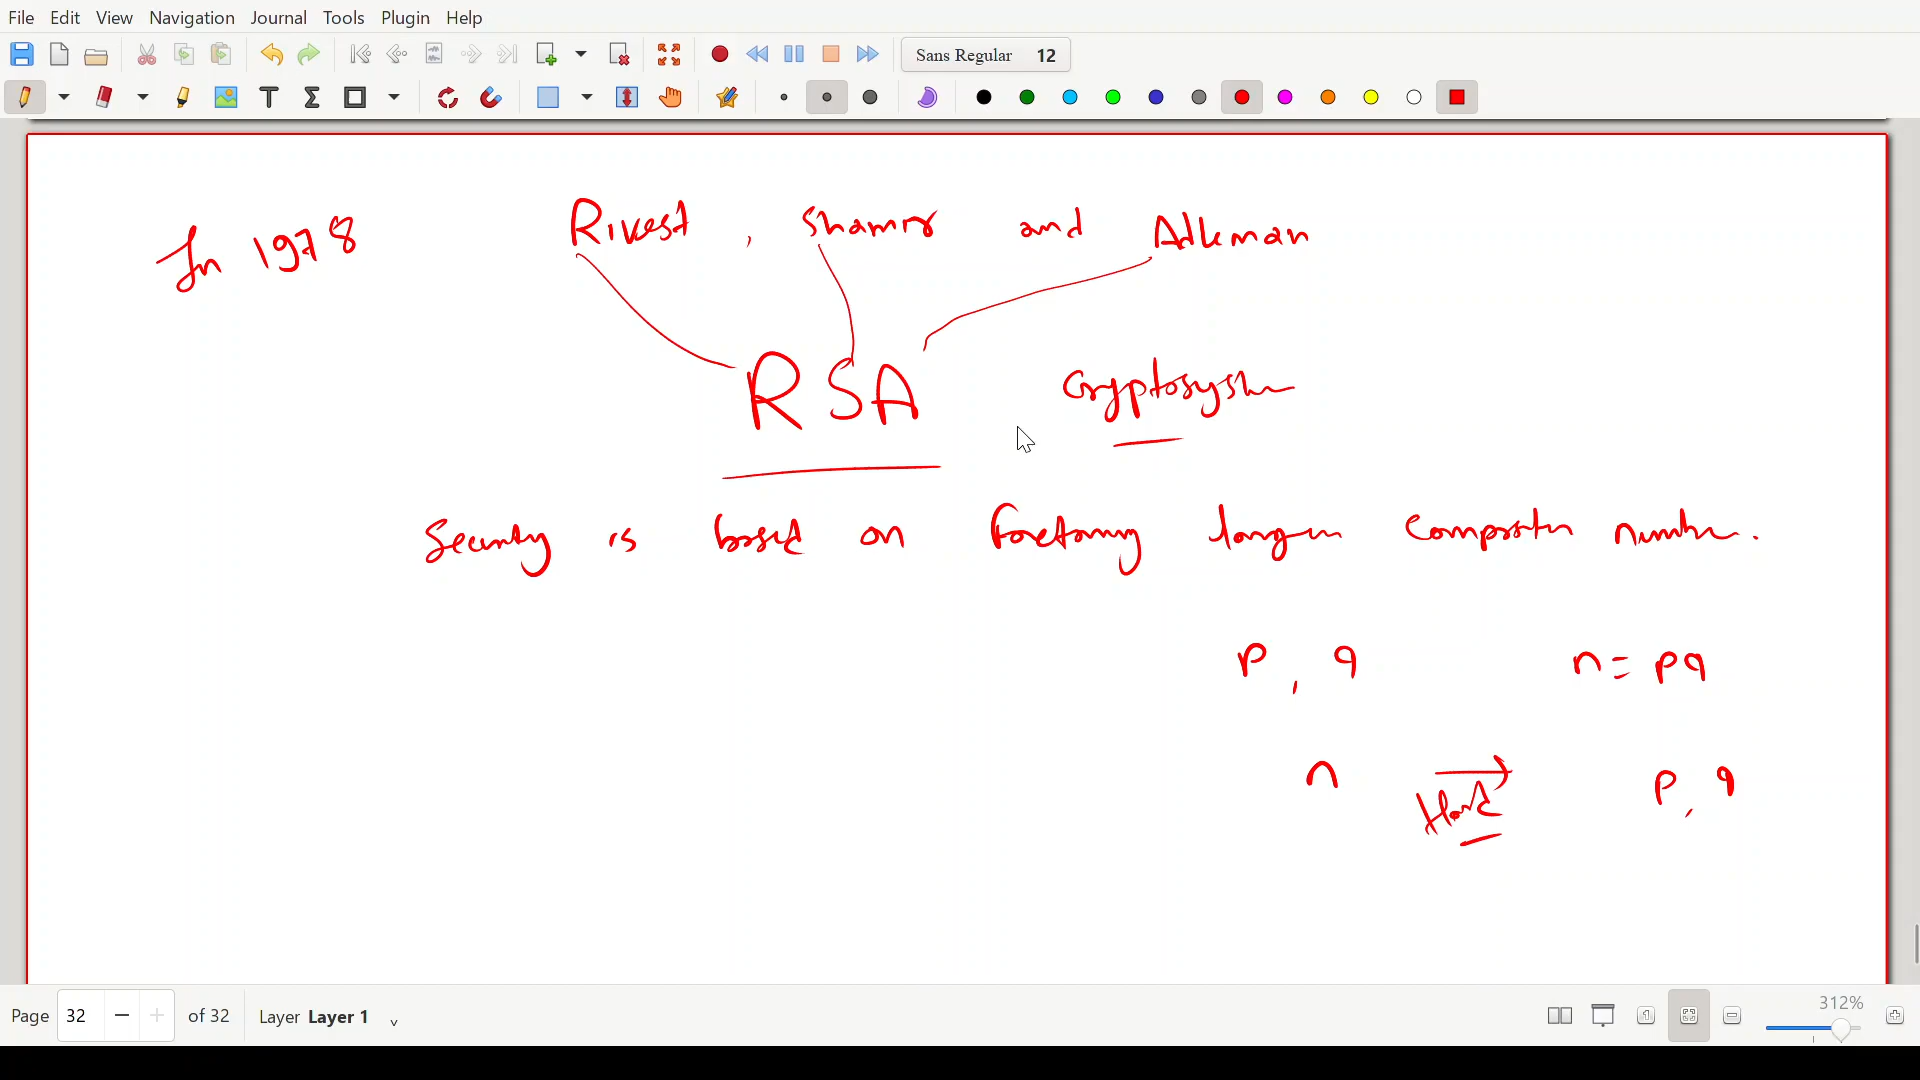 File Edit View Navigation Journal Tools Plugin Help
Sans Regular 12
In 1978 Rivest, Shamir and Adleman
RSA Cryptosystem
Security is based on Factoring large composite number.
p, q n = pq
n Hard p, q
Page 32 of 32 Layer Layer 1 312%